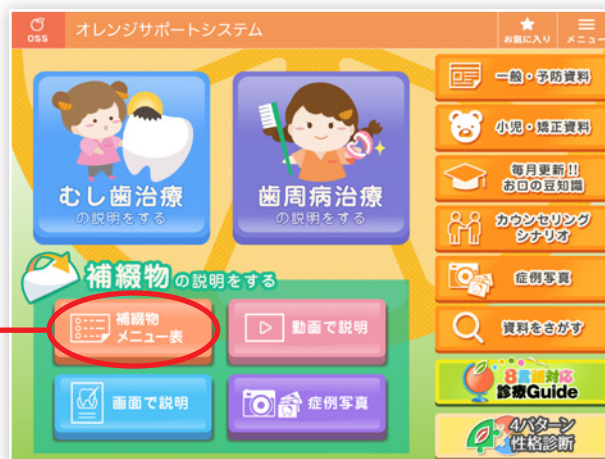 OSS
オレンジサポートシステム
お気に入り
メニュー
むし歯治療
の説明をする
歯周病治療
の説明をする
一般・予防資料
小児・矯正資料
毎月更新!!
お口の豆知識
カウンセリング
シナリオ
症例写真
資料をさがす
8言語対応
診療Guide
4パターン
性格診断
補綴物の説明をする
補綴物
メニュー表
動画で説明
画面で説明
症例写真